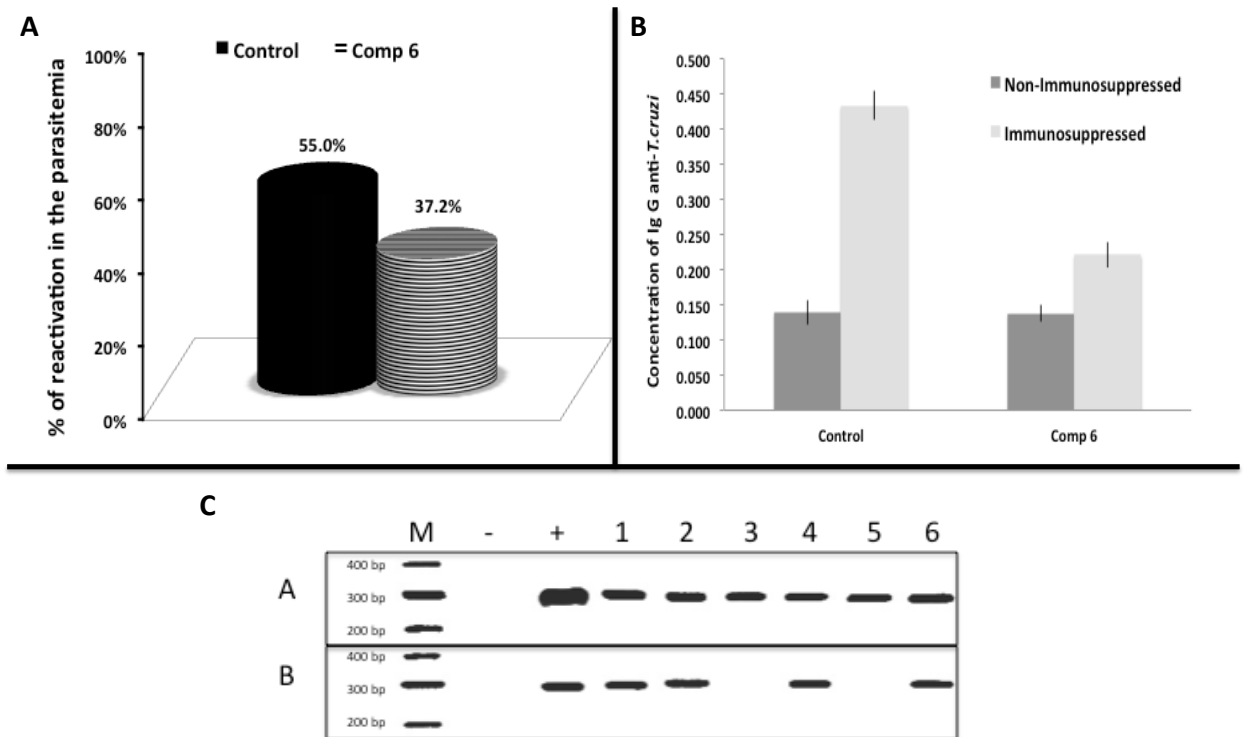 A
% of reactivation in the parasitemia
100%
80%
60%
40%
20%
0%
Control
Comp 6
55.0%
37.2%
B
Concentration of Ig G anti-T.cruzi
0.500
0.450
0.400
0.350
0.300
0.250
0.200
0.150
0.100
0.050
0.000
Non-Immunosuppressed
Immunosuppressed
Control
Comp 6
C
M - + 1 2 3 4 5 6
A
400 bp
300 bp
200 bp
B
400 bp
300 bp
200 bp